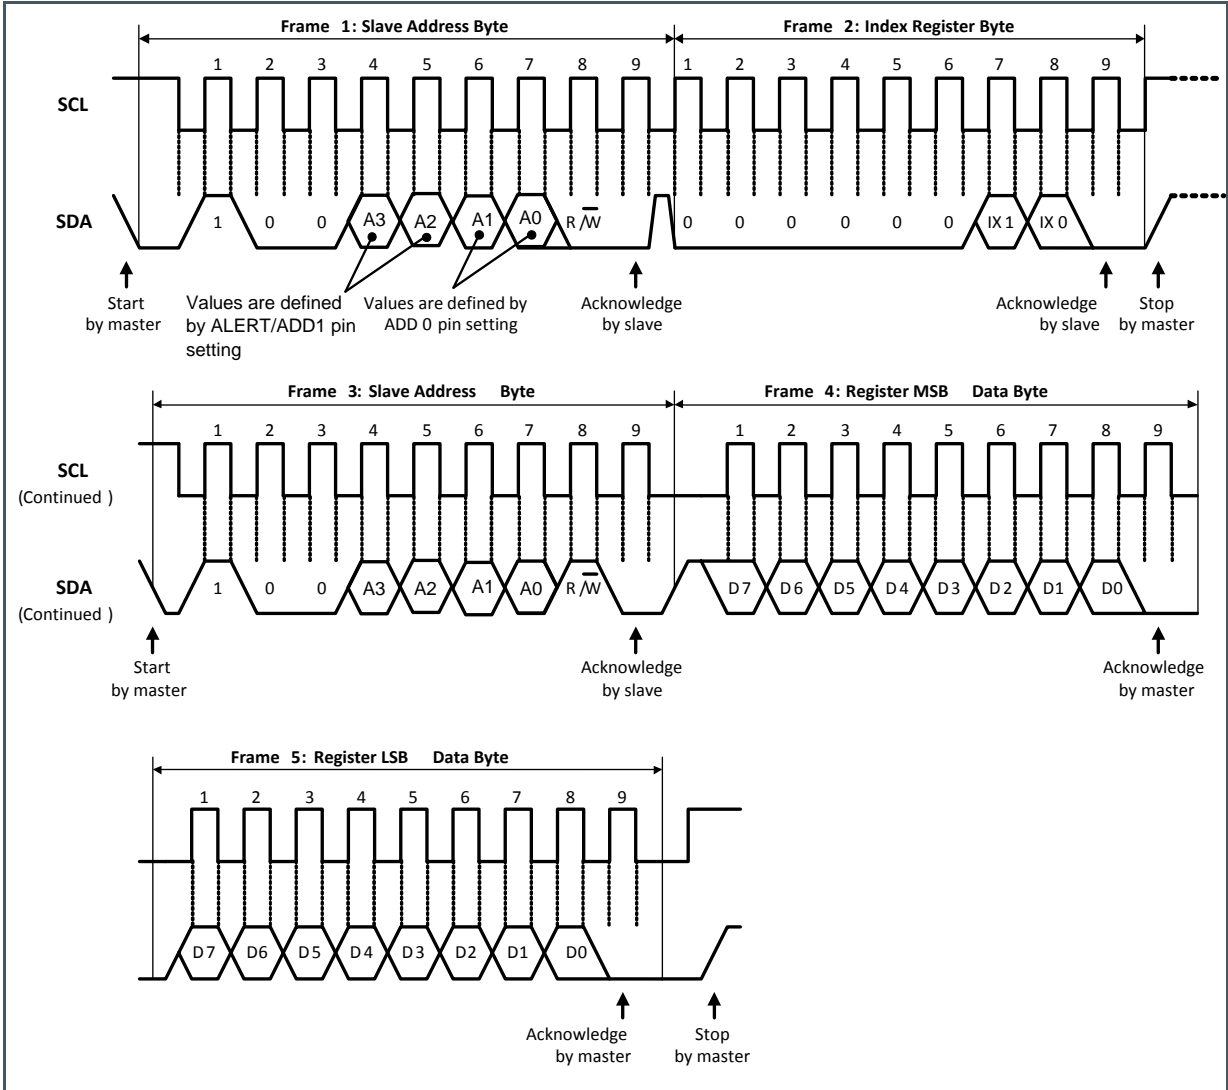 Frame 1: Slave Address Byte
Frame 2: Index Register Byte
1 2 3 4 5 6 7 8 9 1 2 3 4 5 6 7 8 9
SCL
SDA
1 0 0 A3 A2 A1 A0 R/W 0 0 0 0 0 0 IX 1 IX 0
Start
by master
Values are defined
by ALERT/ADD1 pin
setting
Values are defined by
ADD 0 pin setting
Acknowledge
by slave
Acknowledge
by slave
Stop
by master
Frame 3: Slave Address Byte
Frame 4: Register MSB Data Byte
1 2 3 4 5 6 7 8 9 1 2 3 4 5 6 7 8 9
SCL
(Continued )
SDA
(Continued )
1 0 0 A3 A2 A1 A0 R/W D7 D6 D5 D4 D3 D2 D1 D0
Start
by master
Acknowledge
by slave
Acknowledge
by master
Frame 5: Register LSB Data Byte
1 2 3 4 5 6 7 8 9
D7 D6 D5 D4 D3 D2 D1 D0
Acknowledge
by master
Stop
by master